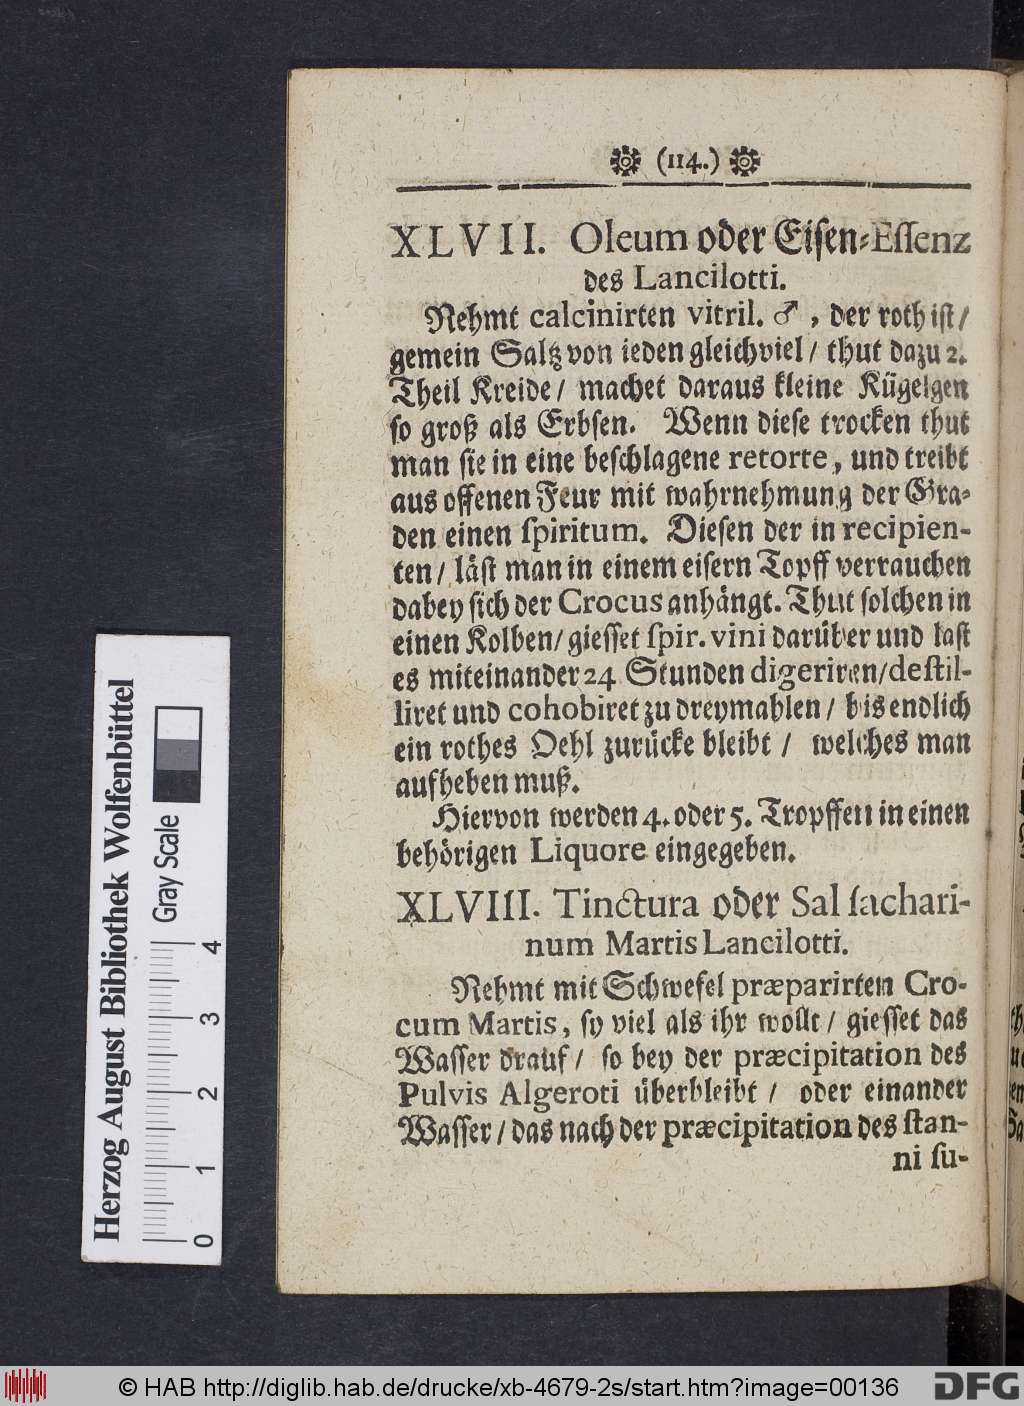 (114.)
XLVII. Oleum oder Eiſen-Eſſenz
des Lancilotti.
Nehmt calcinirten vitril. ♂, der roth iſt/
gemein Saltz von ieden gleichviel/ thut dazu 2.
Theil Kreide/ machet daraus kleine Kügelgen
ſo groß als Erbſen. Wenn dieſe trocken thut
man ſie in eine beſchlagene retorte, und treibt
aus offenen Feur mit wahrnehmung der Gra-
den einen ſpiritum. Dieſen der in recipien-
ten/ läſt man in einem eiſern Topff verrauchen
dabey ſich der Crocus anhängt. Thut ſolchen in
einen Kolben/ gieſſet ſpir. vini darüber und laſt
es miteinander 24 Stunden digeriren/ deſtil-
liret und cohobiret zu dreymahlen/ bis endlich
ein rothes Oehl zurücke bleibt/ welches man
aufheben muß.
Hiervon werden 4. oder 5. Tropffen in einen
behörigen Liquore eingegeben.
XLVIII. Tinctura oder Sal ſachari-
num Martis Lancilotti.
Nehmt mit Schwefel præparirten Cro-
cum Martis, ſy viel als ihr wollt/ gieſſet das
Waſſer drauf/ ſo bey der præcipitation des
Pulvis Algeroti überbleibt/ oder einander
Waſſer/ das nach der præcipitation des ſtan-
ni ſu-
Herzog August Bibliothek Wolfenbüttel
Gray Scale
0 1 2 3 4
© HAB http://diglib.hab.de/drucke/xb-4679-2s/start.htm?image=00136
DFG